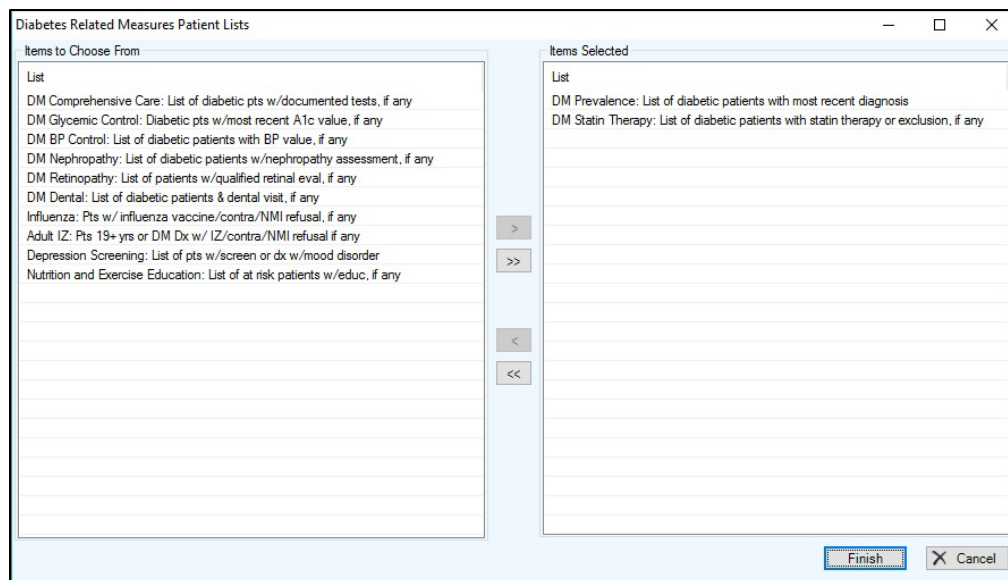 Diabetes Related Measures Patient Lists
Items to Choose From
List
DM Comprehensive Care: List of diabetic pts w/documented tests, if any
DM Glycemic Control: Diabetic pts w/most recent A1c value, if any
DM BP Control: List of diabetic patients with BP value, if any
DM Nephropathy: List of diabetic patients w/nephropathy assessment, if any
DM Retinopathy: List of patients w/qualified retinal eval, if any
DM Dental: List of diabetic patients & dental visit, if any
Influenza: Pts w/ influenza vaccine/contra/NMI refusal, if any
Adult IZ: Pts 19+ yrs or DM Dx w/ IZ/contra/NMI refusal if any
Depression Screening: List of pts w/screen or dx w/mood disorder
Nutrition and Exercise Education: List of at risk patients w/educ, if any
>
>>
<
<<
Items Selected
List
DM Prevalence: List of diabetic patients with most recent diagnosis
DM Statin Therapy: List of diabetic patients with statin therapy or exclusion, if any
Finish
Cancel